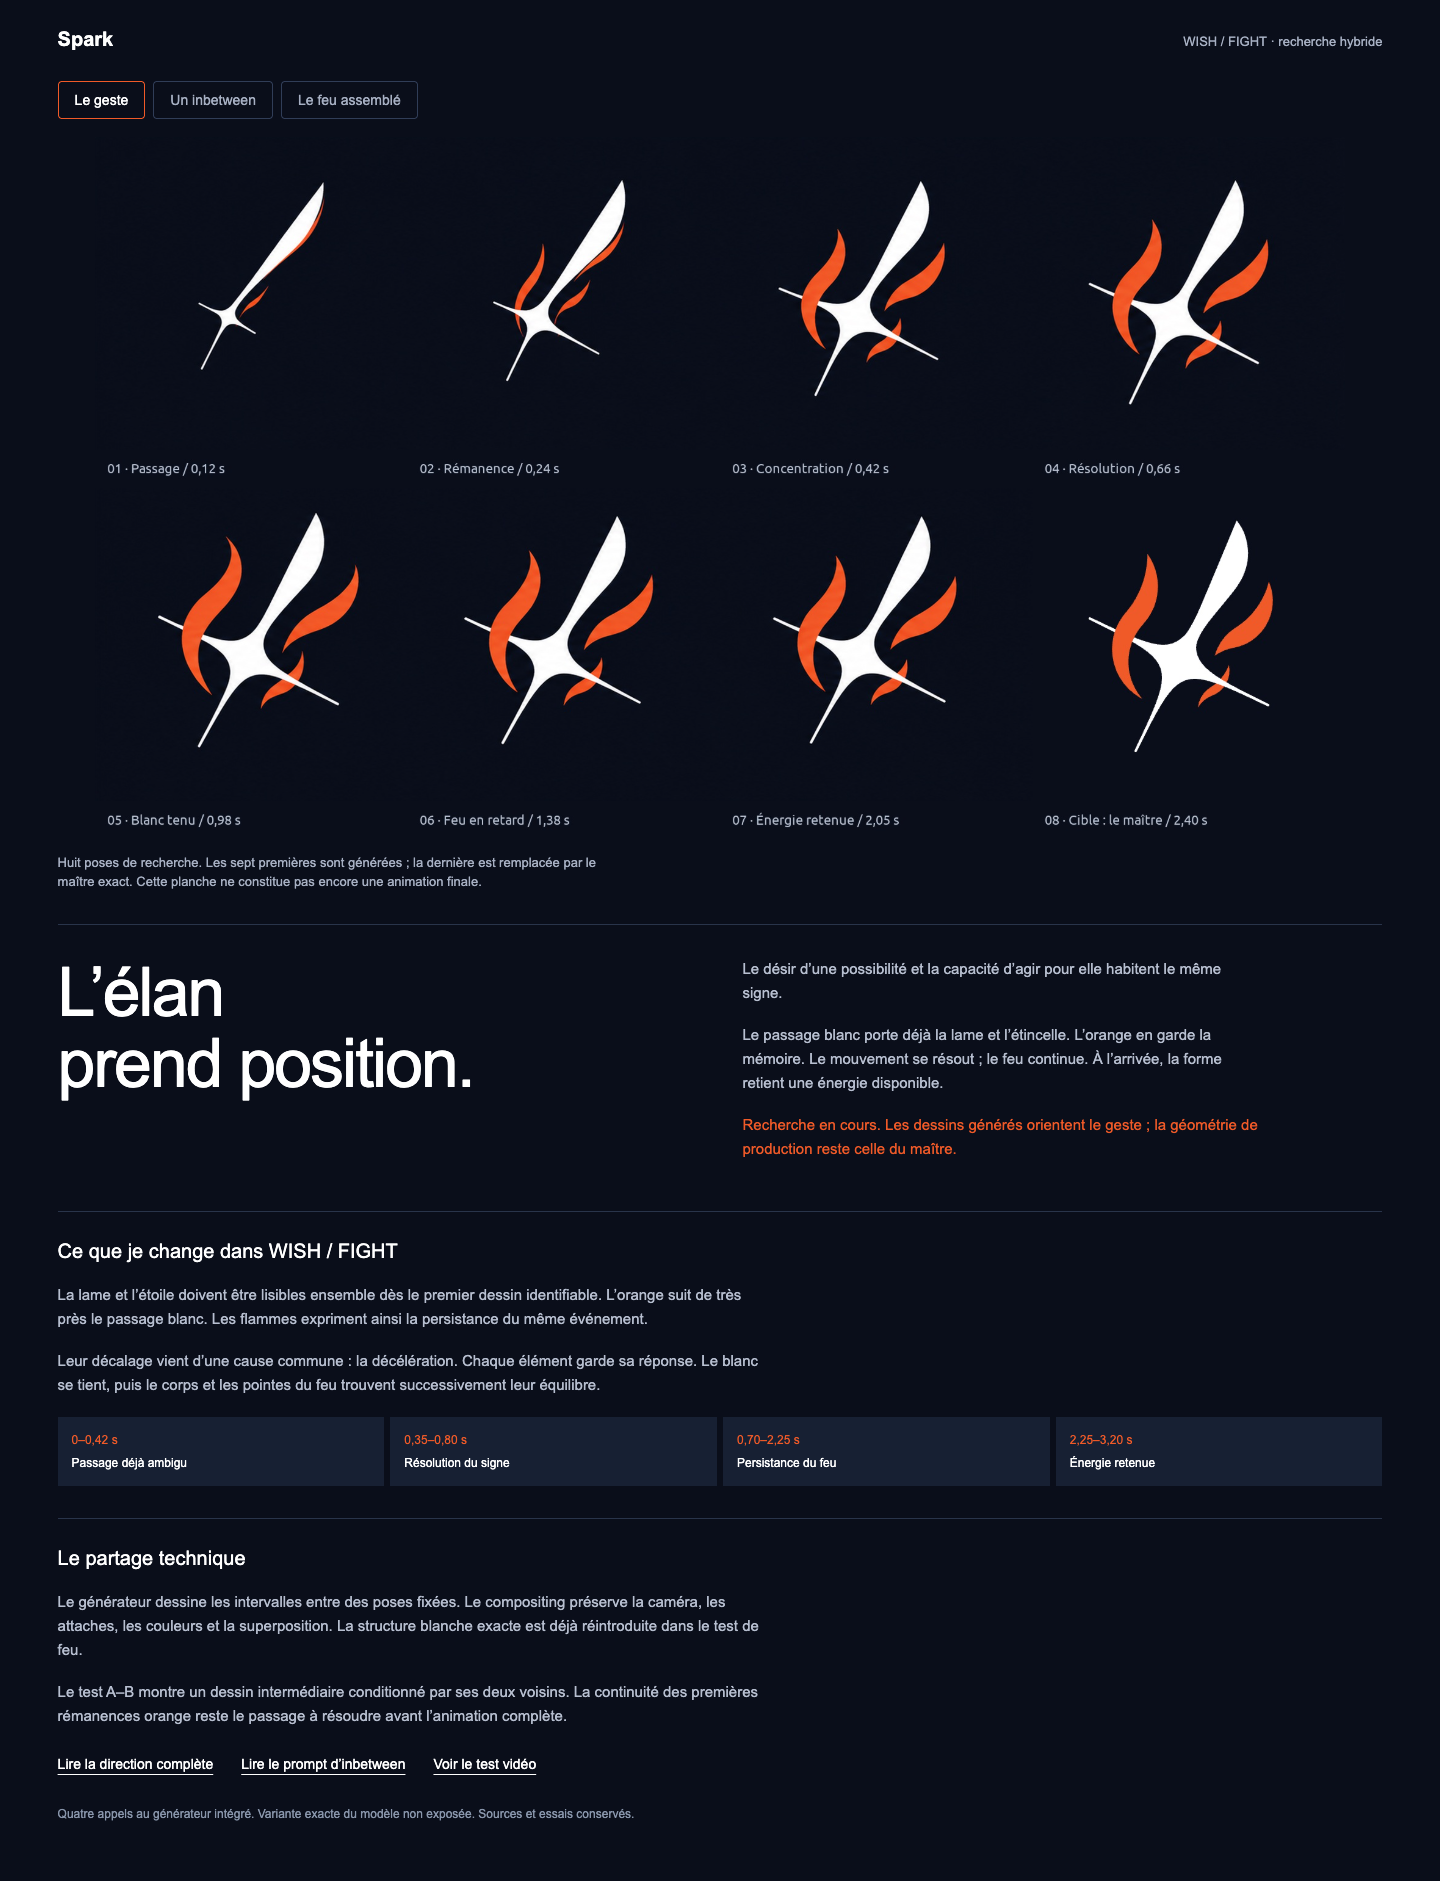 Spark
WISH / FIGHT · recherche hybride
Le geste
Un inbetween
Le feu assemblé
01 · Passage / 0,12 s
02 · Rémanence / 0,24 s
03 · Concentration / 0,42 s
04 · Résolution / 0,66 s
05 · Blanc tenu / 0,98 s
06 · Feu en retard / 1,38 s
07 · Énergie retenue / 2,05 s
08 · Cible : le maître / 2,40 s
Huit poses de recherche. Les sept premières sont générées ; la dernière est remplacée par le
maître exact. Cette planche ne constitue pas encore une animation finale.
L’élan
prend position.
Le désir d’une possibilité et la capacité d’agir pour elle habitent le même
signe.
Le passage blanc porte déjà la lame et l’étincelle. L’orange en garde la
mémoire. Le mouvement se résout ; le feu continue. À l’arrivée, la forme
retient une énergie disponible.
Recherche en cours. Les dessins générés orientent le geste ; la géométrie de
production reste celle du maître.
Ce que je change dans WISH / FIGHT
La lame et l’étoile doivent être lisibles ensemble dès le premier dessin identifiable. L’orange suit de très
près le passage blanc. Les flammes expriment ainsi la persistance du même événement.
Leur décalage vient d’une cause commune : la décélération. Chaque élément garde sa réponse. Le blanc
se tient, puis le corps et les pointes du feu trouvent successivement leur équilibre.
0–0,42 s
Passage déjà ambigu
0,35–0,80 s
Résolution du signe
0,70–2,25 s
Persistance du feu
2,25–3,20 s
Énergie retenue
Le partage technique
Le générateur dessine les intervalles entre des poses fixées. Le compositing préserve la caméra, les
attaches, les couleurs et la superposition. La structure blanche exacte est déjà réintroduite dans le test de
feu.
Le test A–B montre un dessin intermédiaire conditionné par ses deux voisins. La continuité des premières
rémanences orange reste le passage à résoudre avant l’animation complète.
Lire la direction complète
Lire le prompt d’inbetween
Voir le test vidéo
Quatre appels au générateur intégré. Variante exacte du modèle non exposée. Sources et essais conservés.